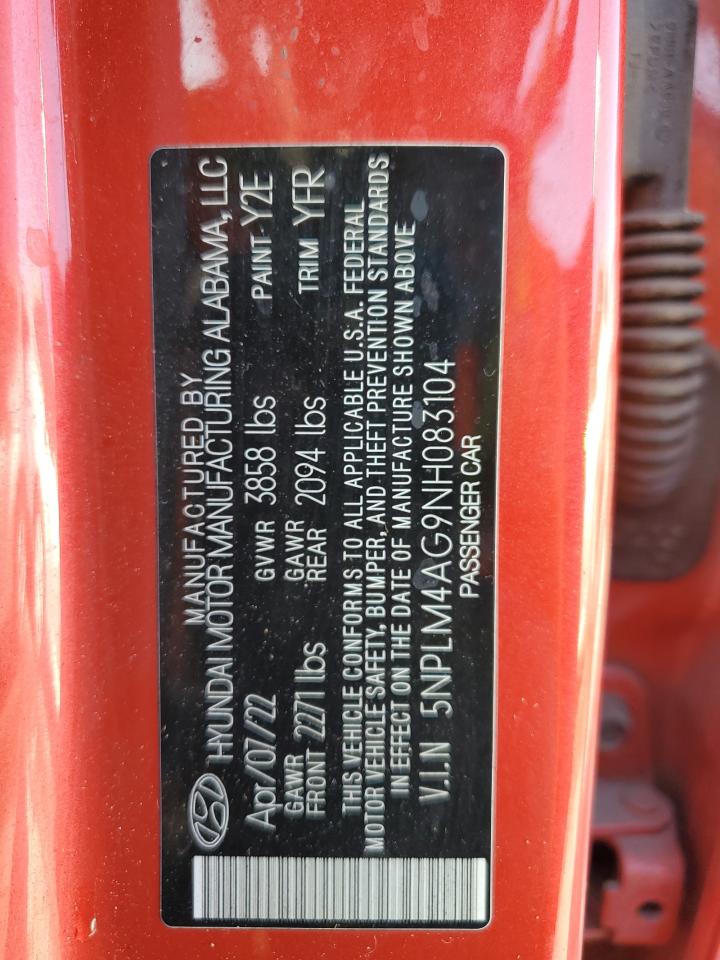 MANUFACTURED BY
HYUNDAI MOTOR MANUFACTURING ALABAMA, LLC
Apr/07/22 GVWR 3858 lbs PAINT Y2E
GAWR GAWR
FRONT 2271 lbs REAR 2094 lbs TRIM YFR
THIS VEHICLE CONFORMS TO ALL APPLICABLE U.S.A. FEDERAL
MOTOR VEHICLE SAFETY, BUMPER, AND THEFT PREVENTION STANDARDS
IN EFFECT ON THE DATE OF MANUFACTURE SHOWN ABOVE
V.I.N 5NPLM4AG9NH083104
PASSENGER CAR